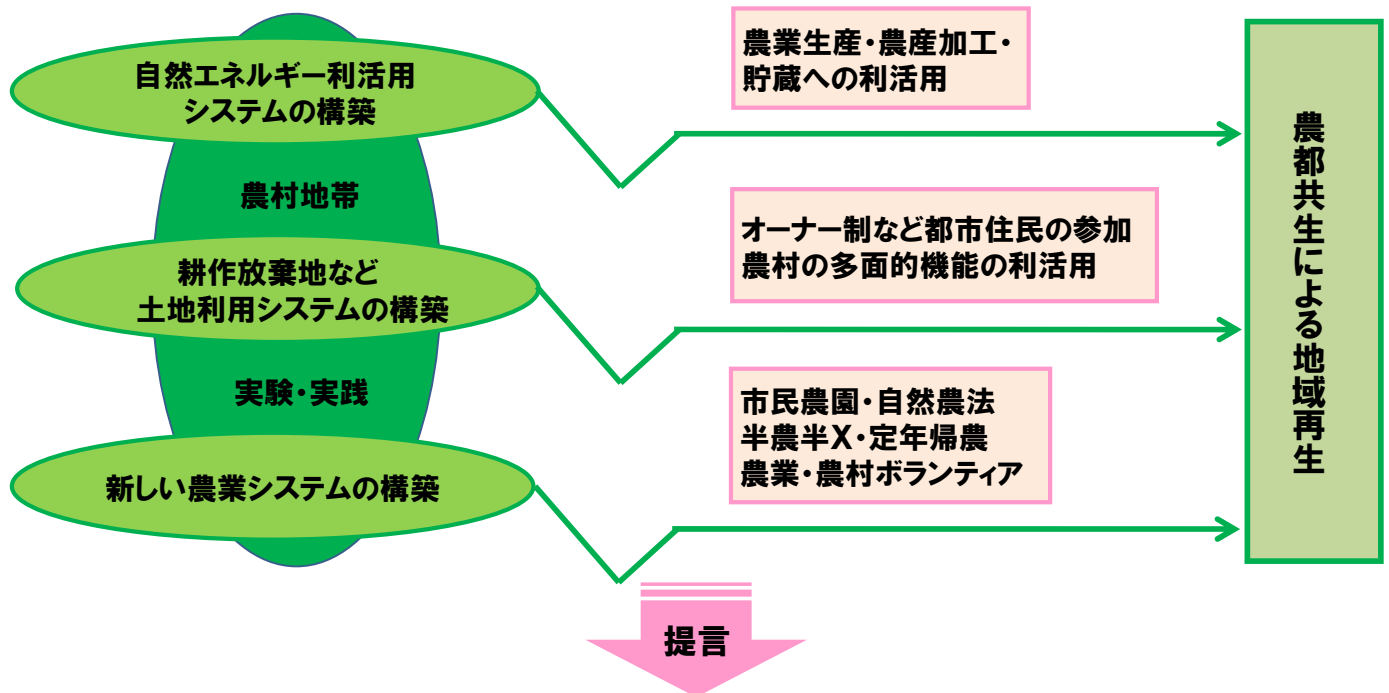 自然エネルギー利活用
システムの構築
農村地帯
耕作放棄地など
土地利用システムの構築
実験・実践
新しい農業システムの構築
農業生産・農産加工・
貯蔵への利活用
オーナー制など都市住民の参加
農村の多面的機能の利活用
市民農園・自然農法
半農半X・定年帰農
農業・農村ボランティア
農都共生による地域再生
提言